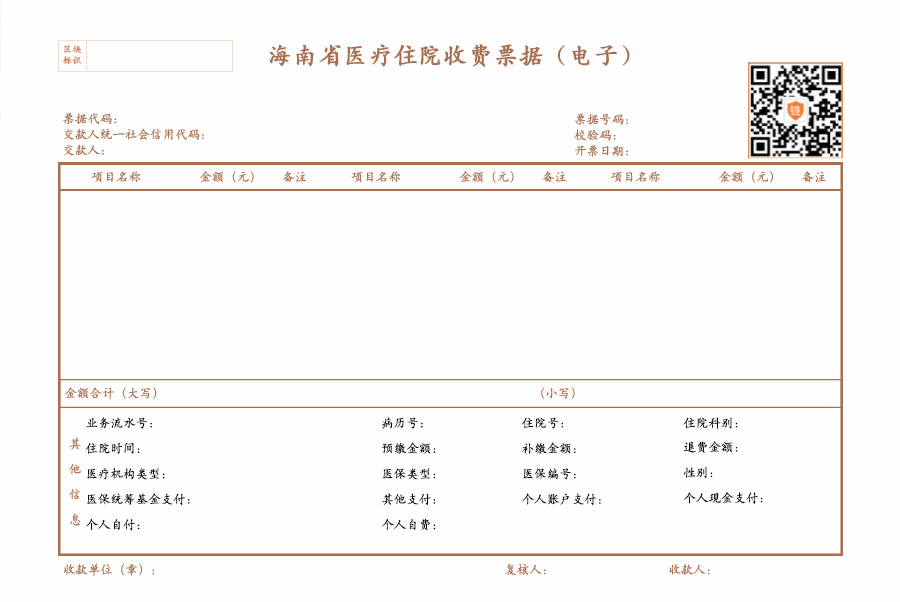 区块
标识
海南省医疗住院收费票据（电子）
链
票据代码: 票据号码:
交款人统一社会信用代码: 校验码:
交款人: 开票日期:
项目名称 金额（元） 备注 项目名称 金额（元） 备注 项目名称 金额（元） 备注
金额合计（大写） （小写）
业务流水号: 病历号: 住院号: 住院科别:
其 住院时间: 预缴金额: 补缴金额: 退费金额:
他 医疗机构类型: 医保类型: 医保编号: 性别:
信 医保统筹基金支付: 其他支付: 个人账户支付: 个人现金支付:
息 个人自付: 个人自费:
收款单位（章）: 复核人: 收款人: